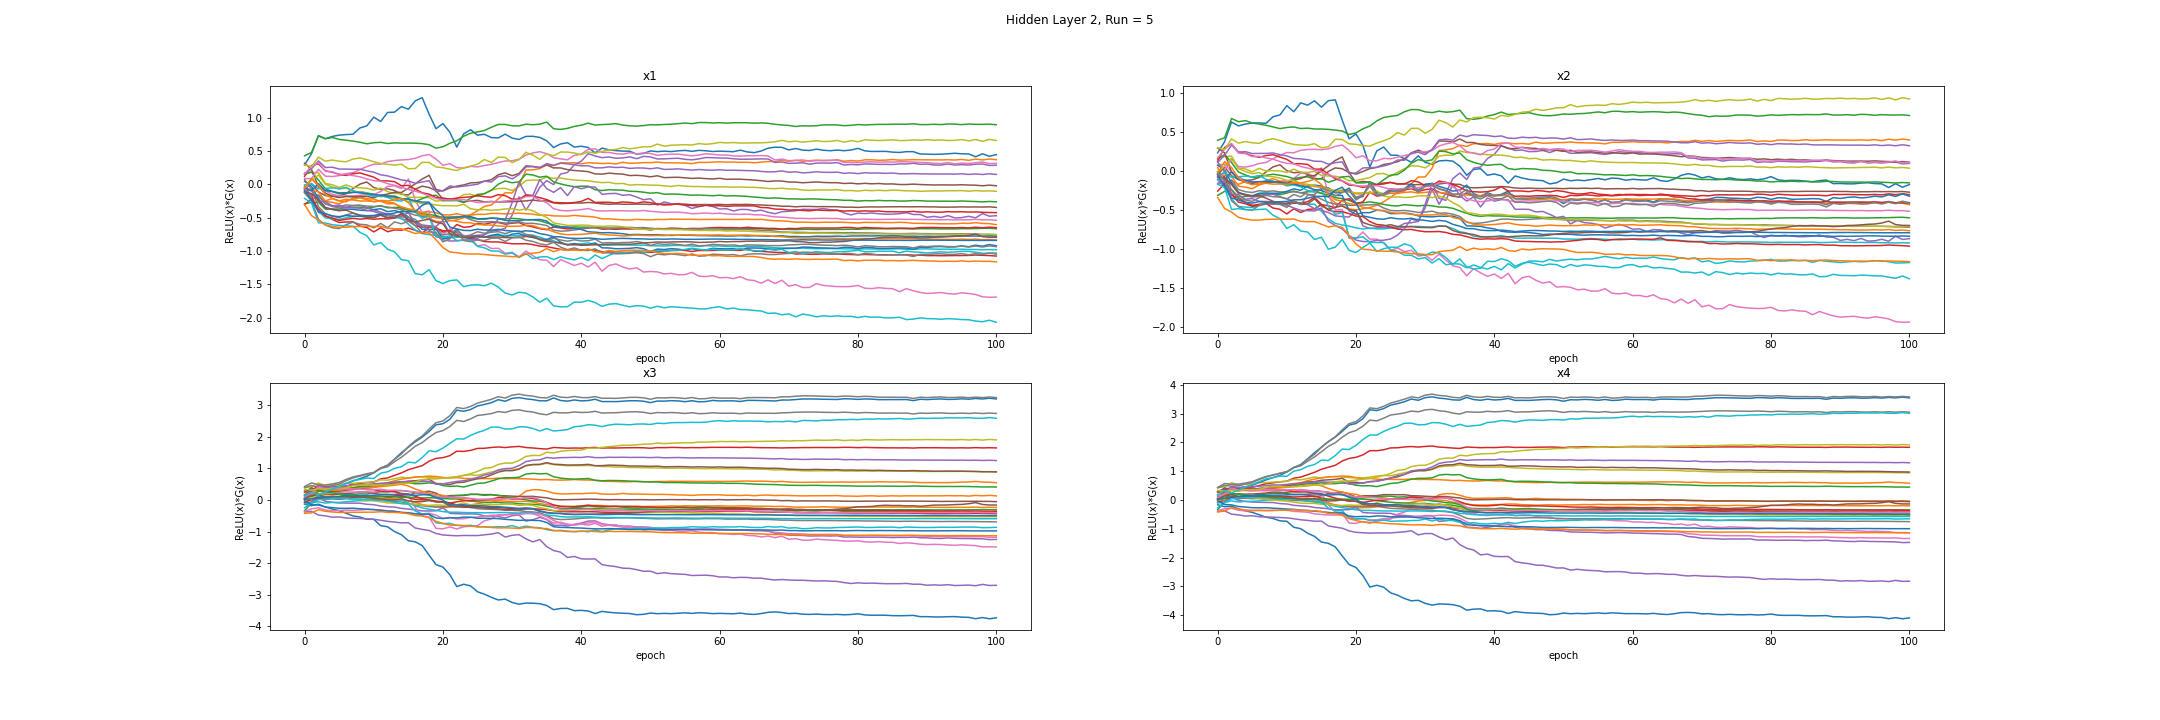 Hidden Layer 2, Run = 5
x1
ReLU(x)*G(x)
1.0
0.5
0.0
−0.5
−1.0
−1.5
−2.0
0 20 40 60 80 100
epoch
x2
ReLU(x)*G(x)
1.0
0.5
0.0
−0.5
−1.0
−1.5
−2.0
0 20 40 60 80 100
epoch
x3
ReLU(x)*G(x)
3
2
1
0
−1
−2
−3
−4
0 20 40 60 80 100
epoch
x4
ReLU(x)*G(x)
4
3
2
1
0
−1
−2
−3
−4
0 20 40 60 80 100
epoch